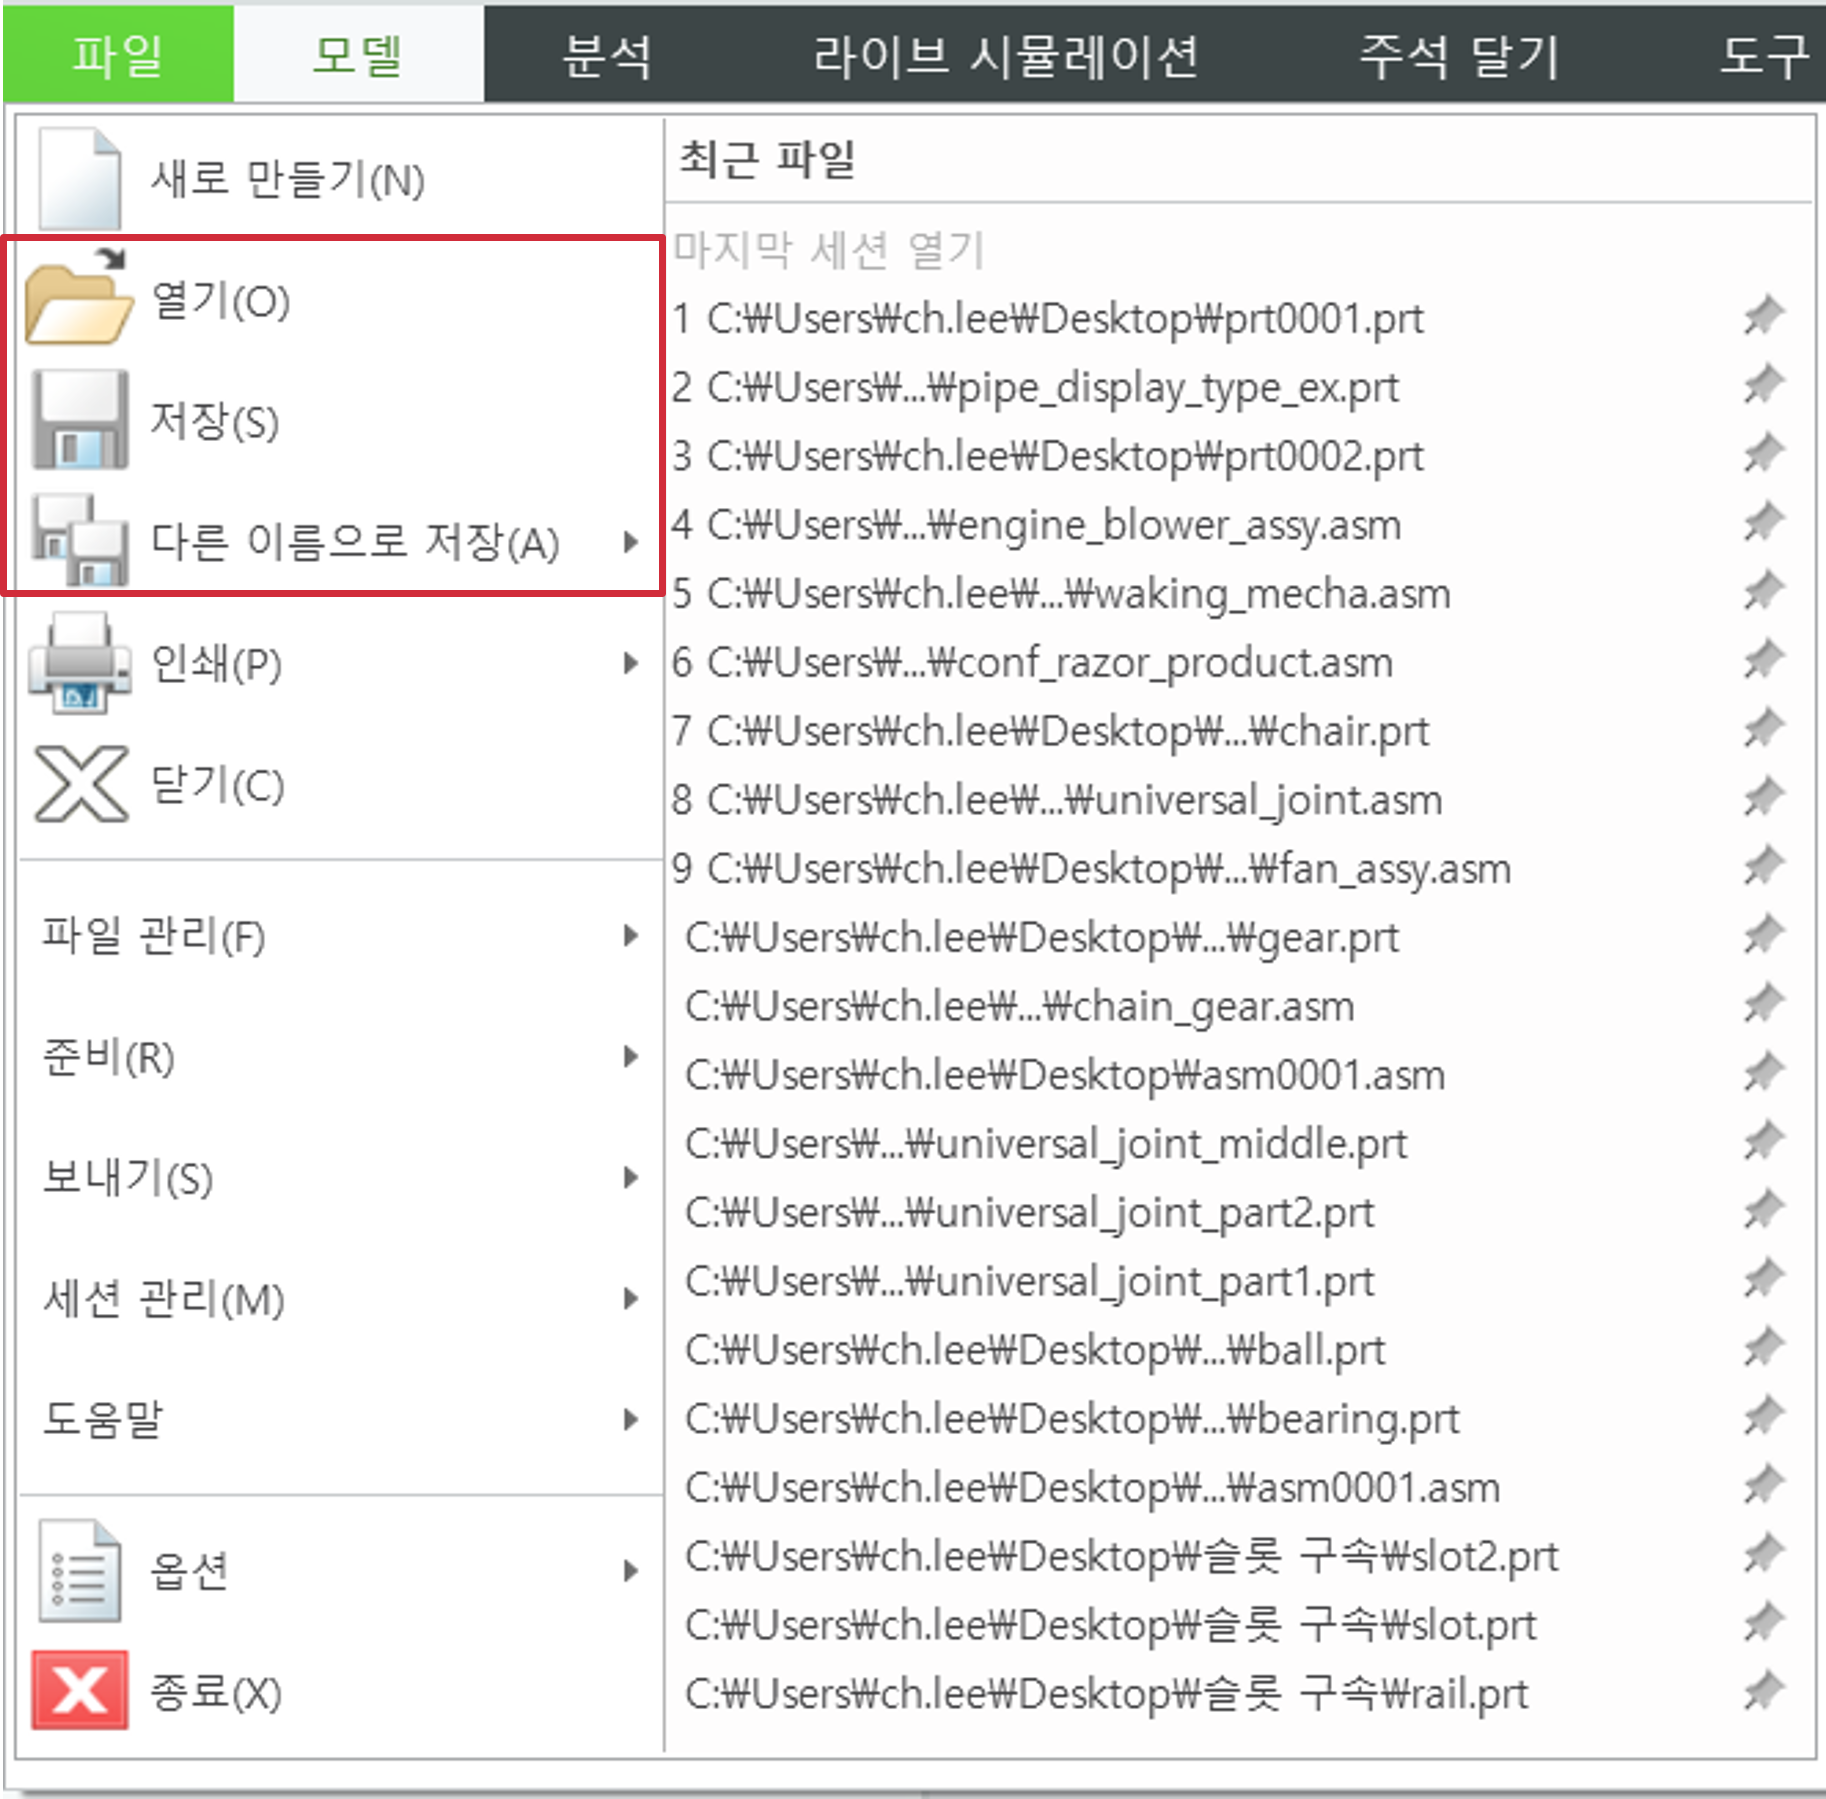 파일 모델 분석 라이브 시뮬레이션 주석 달기 도구
새로 만들기(N)
열기(O)
저장(S)
다른 이름으로 저장(A)
인쇄(P)
닫기(C)
파일 관리(F)
준비(R)
보내기(S)
세션 관리(M)
도움말
옵션
종료(X)
최근 파일
마지막 세션 열기
1 C:₩Users₩ch.lee₩Desktop₩prt0001.prt
2 C:₩Users₩...₩pipe_display_type_ex.prt
3 C:₩Users₩ch.lee₩Desktop₩prt0002.prt
4 C:₩Users₩...₩engine_blower_assy.asm
5 C:₩Users₩ch.lee₩...₩waking_mecha.asm
6 C:₩Users₩...₩conf_razor_product.asm
7 C:₩Users₩ch.lee₩Desktop₩...₩chair.prt
8 C:₩Users₩ch.lee₩...₩universal_joint.asm
9 C:₩Users₩ch.lee₩Desktop₩...₩fan_assy.asm
C:₩Users₩ch.lee₩Desktop₩...₩gear.prt
C:₩Users₩ch.lee₩...₩chain_gear.asm
C:₩Users₩ch.lee₩Desktop₩asm0001.asm
C:₩Users₩...₩universal_joint_middle.prt
C:₩Users₩...₩universal_joint_part2.prt
C:₩Users₩...₩universal_joint_part1.prt
C:₩Users₩ch.lee₩Desktop₩...₩ball.prt
C:₩Users₩ch.lee₩Desktop₩...₩bearing.prt
C:₩Users₩ch.lee₩Desktop₩...₩asm0001.asm
C:₩Users₩ch.lee₩Desktop₩슬롯 구속₩slot2.prt
C:₩Users₩ch.lee₩Desktop₩슬롯 구속₩slot.prt
C:₩Users₩ch.lee₩Desktop₩슬롯 구속₩rail.prt